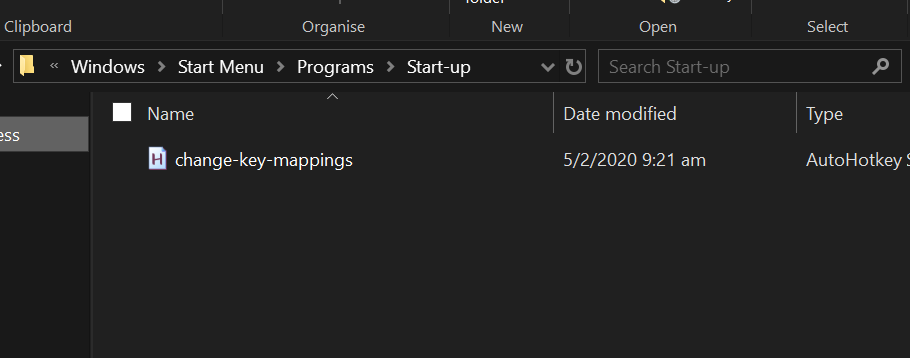 folder
Clipboard Organise New Open Select
« Windows > Start Menu > Programs > Start-up Search Start-up
Name Date modified Type
ess
change-key-mappings 5/2/2020 9:21 am AutoHotkey S